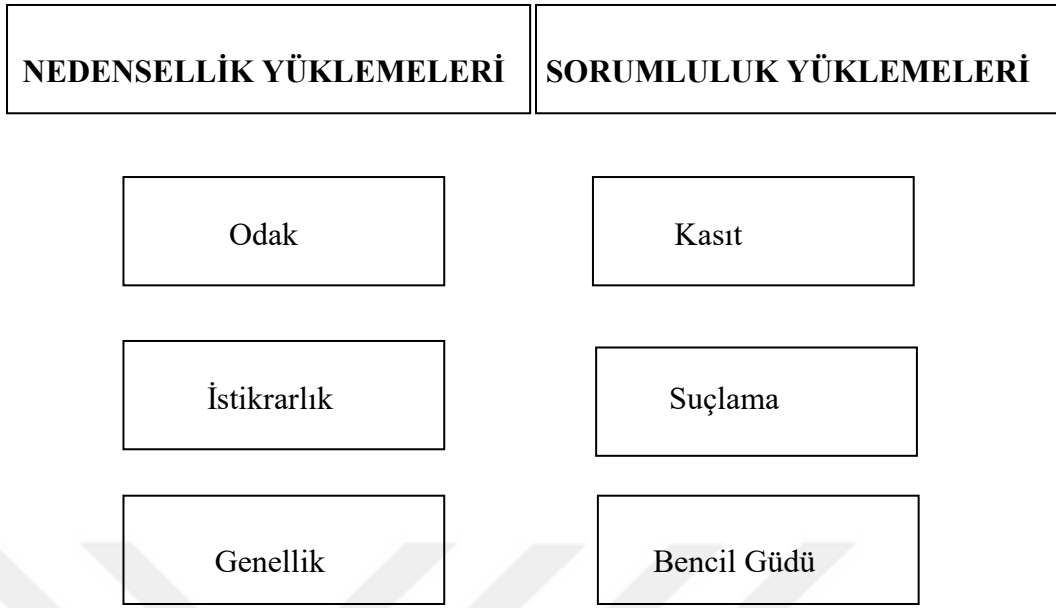 NEDENSELLİK YÜKLEMELERİ
SORUMLULUK YÜKLEMELERİ
Odak
Kasıt
İstikrarlık
Suçlama
Genellik
Bencil Güdü